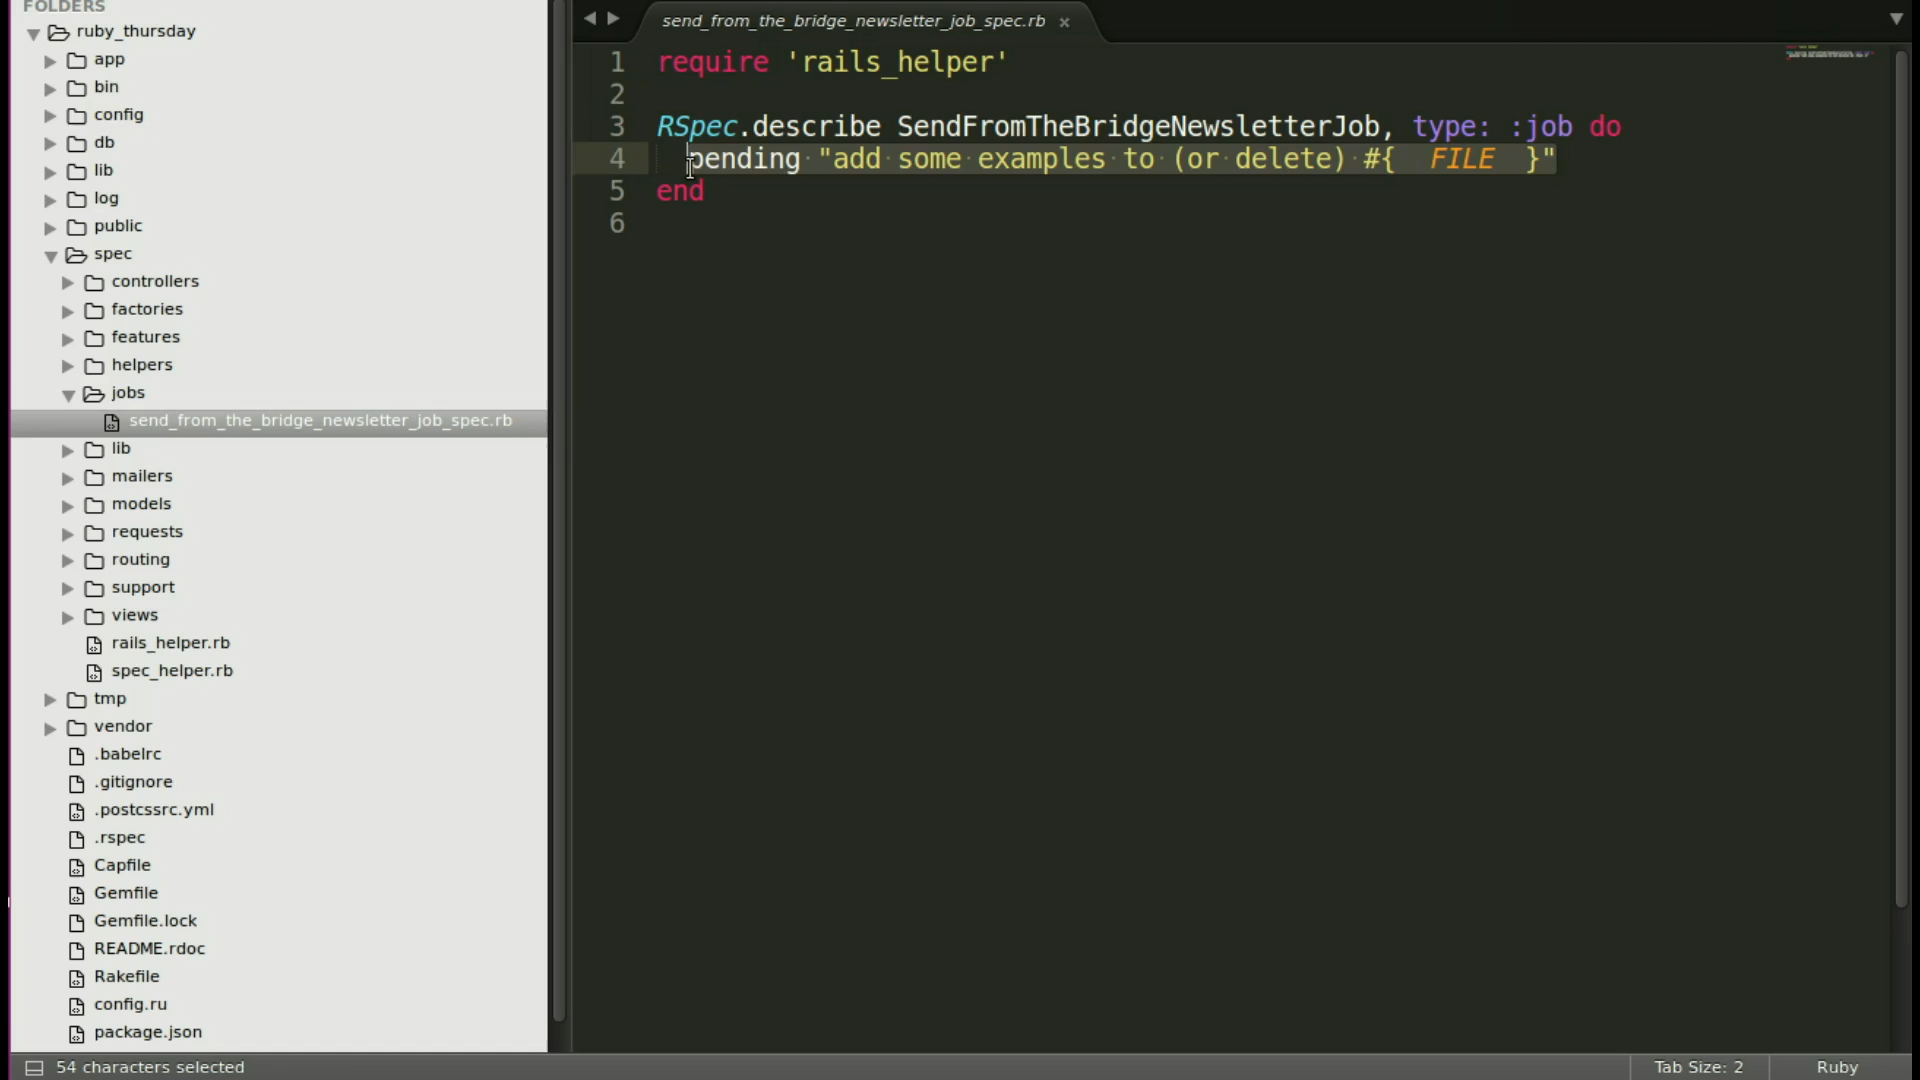 FOLDERS
ruby_thursday
app
bin
config
db
lib
log
public
spec
controllers
factories
features
helpers
jobs
send_from_the_bridge_newsletter_job_spec.rb
lib
mailers
models
requests
routing
support
views
rails_helper.rb
spec_helper.rb
tmp
vendor
.babelrc
.gitignore
.postcssrc.yml
.rspec
Capfile
Gemfile
Gemfile.lock
README.rdoc
Rakefile
config.ru
package.json
send_from_the_bridge_newsletter_job_spec.rb ×
1 require 'rails_helper'
2
3 RSpec.describe SendFromTheBridgeNewsletterJob, type: :job do
4 pending "add some examples to (or delete) #{__FILE__}"
5 end
6
54 characters selected
Tab Size: 2
Ruby